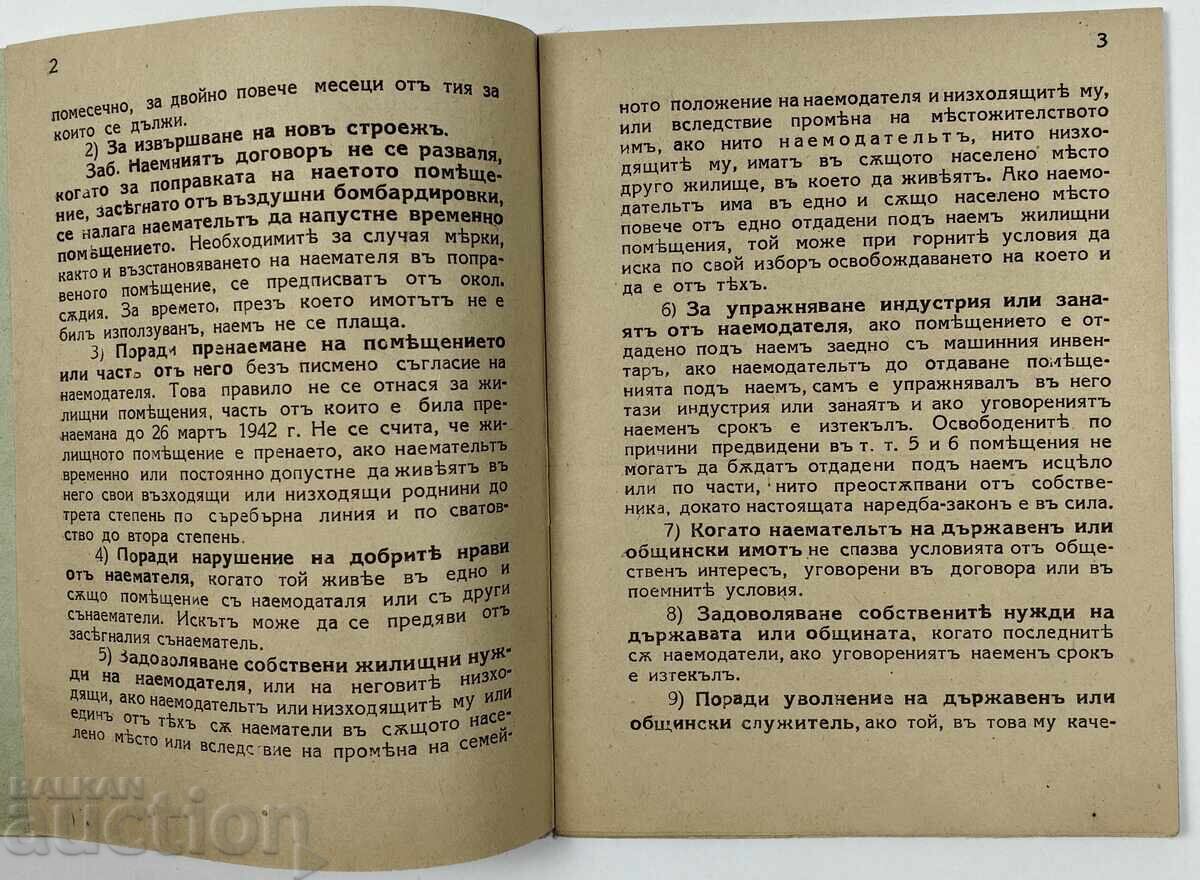 2
помесечно, за двойно повече месеци отъ тия за
които се дължи.
2) За извършване на новъ строежъ.
Заб. Наемниятъ договоръ не се разваля,
когато за поправката на наетото помѣще-
ние, засѣгнато отъ въздушни бомбардировки,
се налага наемательтъ да напустне временно
помѣщението. Необходимитѣ за случая мѣрки,
както и възстановяването на наемателя въ попра-
веното помѣщение, се предписватъ отъ окол.
сѫдия. За времето, презъ което имотътъ не е
билъ използуванъ, наемъ не се плаща.
3) Поради пренаемане на помѣщението
или часть отъ него безъ писмено съгласие на
наемодателя. Това правило не се отнася за жи-
лищни помѣщения, часть отъ които е била пре-
наемана до 26 мартъ 1942 г. Не се счита, че жи-
лищното помѣщение е пренаето, ако наемательтъ
временно или постоянно допустне да живѣятъ въ
него свои възходящи или низходящи роднини до
трета степень по сърeбърна линия и по сватов-
ство до втора степень.
4) Поради нарушение на добритѣ нрави
отъ наемателя, когато той живѣе въ едно и
сѫщо помѣщение съ наемодаталя или съ други
сънаематели. Искътъ може да се предяви отъ
засѣгналия сънаематель.
5) Задоволяване собствени жилищни нуж-
ди на наемодателя, или на неговитѣ низхо-
дящи, ако наемодательтъ или низходящитѣ му или
единъ отъ тѣхъ сѫ наематели въ сѫщото насе-
лено мѣсто или вследствие на промѣна на семей-
3
ното положение на наемодателя и низходящитѣ му,
или вследствие промѣна на мѣстожителството
имъ, ако нито наемодательтъ, нито низхо-
дящитѣ му, иматъ въ сѫщото населено мѣсто
друго жилище, въ което да живѣятъ. Ако наемо-
дательтъ има въ едно и сѫщо населено мѣсто
повече отъ едно отдадени подъ наемъ жилищни
помѣщения, той може при горнитѣ условия да
иска по свой изборъ освобождаването на което и
да е отъ тѣхъ.
6) За упражняване индустрия или зана-
ятъ отъ наемодателя, ако помѣщението е от-
дадено подъ наемъ заедно съ машинния инвен-
таръ, ако наемодательтъ до отдаване помѣще-
нията подъ наемъ, самъ е упражнявалъ въ него
тази индустрия или занаятъ и ако уговорениятъ
наеменъ срокъ е изтекълъ. Освободенитѣ по
причини предвидени въ т. т. 5 и 6 помѣщения не
могатъ да бѫдатъ отдадени подъ наемъ исцѣло
или по части, нито преостѫпвани отъ собстве-
ника, докато настоящата наредба-законъ е въ сила.
7) Когато наемательтъ на държавенъ или
общински имотъ не спазва условията отъ обще-
ственъ интересъ, уговорени въ договора или въ
поемнитѣ условия.
8) Задоволяване собственитѣ нужди на
държавата или общината, когато последнитѣ
сѫ наемодатели, ако уговорениятъ наеменъ срокъ
е изтекълъ.
9) Поради уволнение на държавенъ или
общински служитель, ако той, въ това му каче-
БАЛКАН
auction